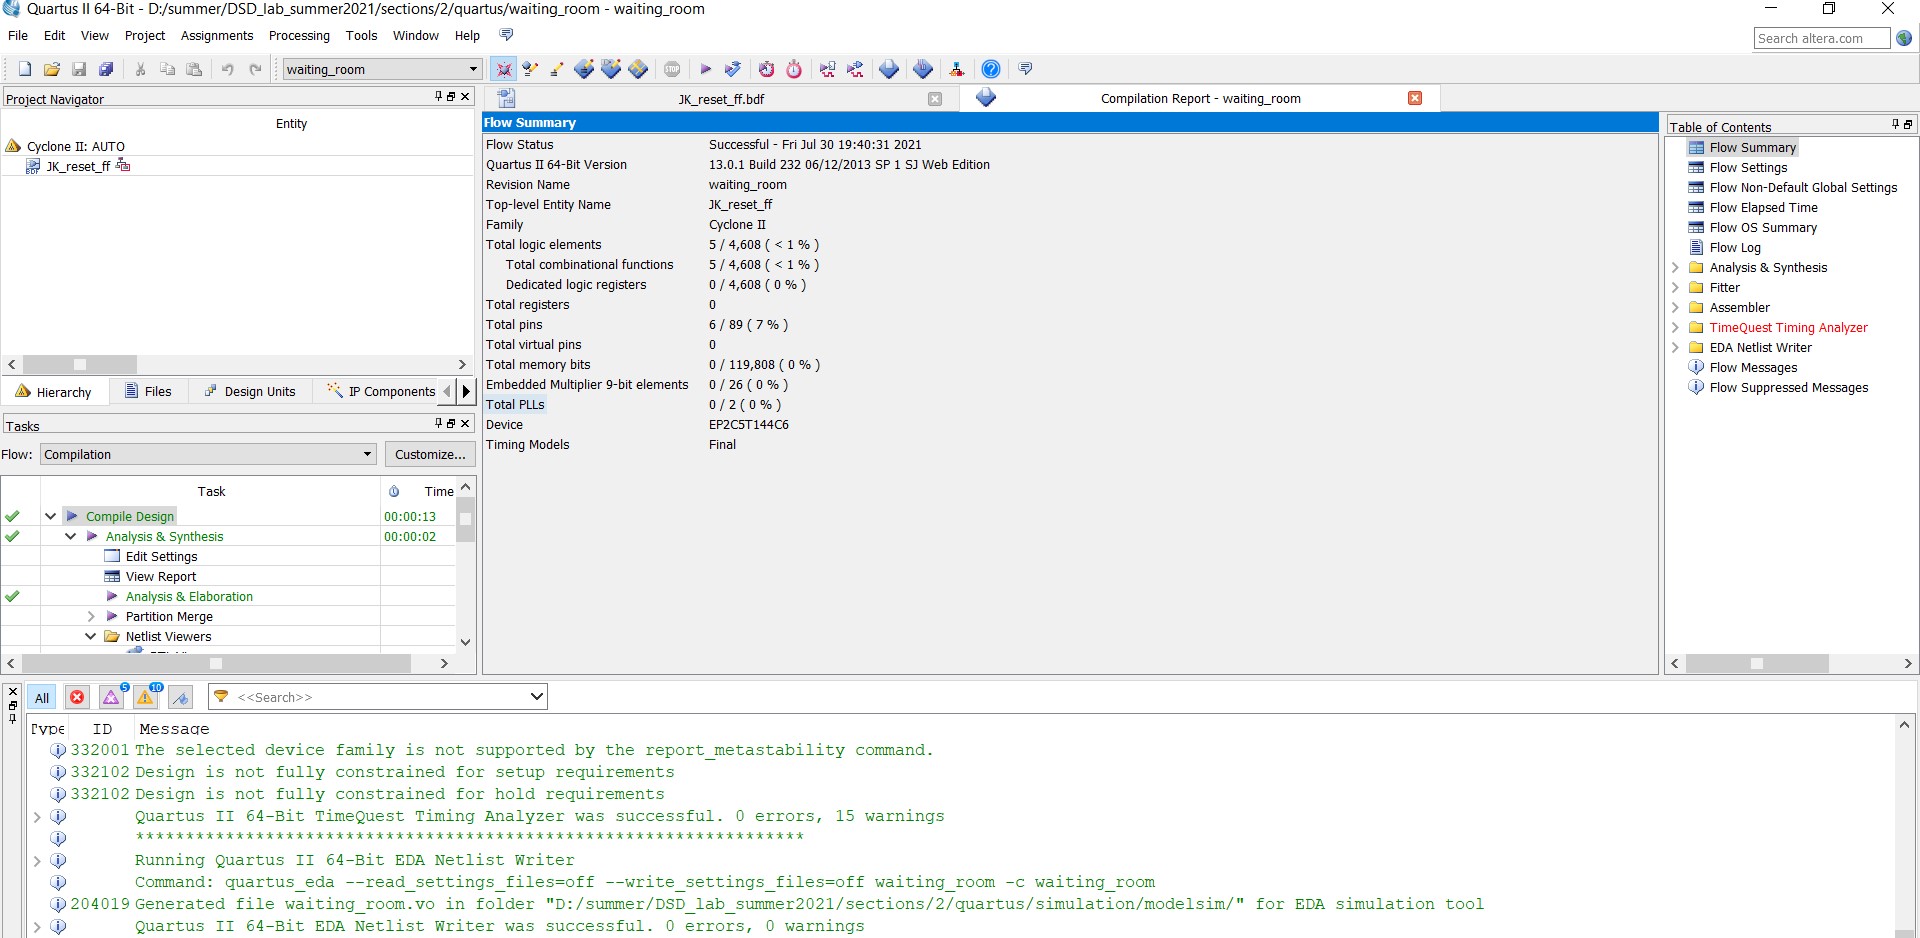 Quartus II 64-Bit - D:/summer/DSD_lab_summer2021/sections/2/quartus/waiting_room - waiting_room
File Edit View Project Assignments Processing Tools Window Help
Search altera.com
waiting_room
STOP
Project Navigator
Entity
Cyclone II: AUTO
JK_reset_ff
Hierarchy Files Design Units IP Components
Tasks
Flow: Compilation Customize...
Task Time
Compile Design 00:00:13
Analysis & Synthesis 00:00:02
Edit Settings
View Report
Analysis & Elaboration
Partition Merge
Netlist Viewers
JK_reset_ff.bdf
Compilation Report - waiting_room
Flow Summary
Flow Status Successful - Fri Jul 30 19:40:31 2021
Quartus II 64-Bit Version 13.0.1 Build 232 06/12/2013 SP 1 SJ Web Edition
Revision Name waiting_room
Top-level Entity Name JK_reset_ff
Family Cyclone II
Total logic elements 5 / 4,608 ( < 1 % )
Total combinational functions 5 / 4,608 ( < 1 % )
Dedicated logic registers 0 / 4,608 ( 0 % )
Total registers 0
Total pins 6 / 89 ( 7 % )
Total virtual pins 0
Total memory bits 0 / 119,808 ( 0 % )
Embedded Multiplier 9-bit elements 0 / 26 ( 0 % )
Total PLLs 0 / 2 ( 0 % )
Device EP2C5T144C6
Timing Models Final
Table of Contents
Flow Summary
Flow Settings
Flow Non-Default Global Settings
Flow Elapsed Time
Flow OS Summary
Flow Log
Analysis & Synthesis
Fitter
Assembler
TimeQuest Timing Analyzer
EDA Netlist Writer
Flow Messages
Flow Suppressed Messages
All 5 10 <<Search>>
Type ID Message
332001 The selected device family is not supported by the report_metastability command.
332102 Design is not fully constrained for setup requirements
332102 Design is not fully constrained for hold requirements
Quartus II 64-Bit TimeQuest Timing Analyzer was successful. 0 errors, 15 warnings
*******************************************************************
Running Quartus II 64-Bit EDA Netlist Writer
Command: quartus_eda --read_settings_files=off --write_settings_files=off waiting_room -c waiting_room
204019 Generated file waiting_room.vo in folder "D:/summer/DSD_lab_summer2021/sections/2/quartus/simulation/modelsim/" for EDA simulation tool
Quartus II 64-Bit EDA Netlist Writer was successful. 0 errors, 0 warnings